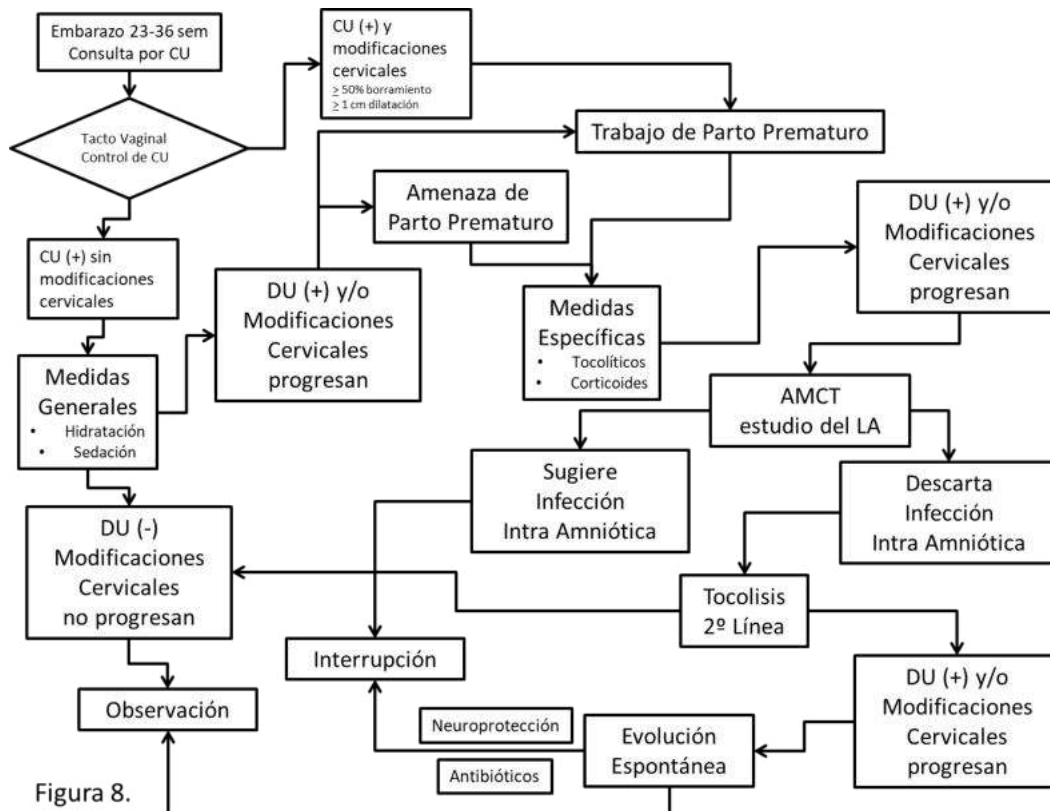 Embarazo 23-36 sem
Consulta por CU
Tacto Vaginal
Control de CU
CU (+) y
modificaciones
cervicales
≥ 50% borramiento
≥ 1 cm dilatación
Trabajo de Parto Prematuro
Amenaza de
Parto Prematuro
CU (+) sin
modificaciones
cervicales
DU (+) y/o
Modificaciones
Cervicales
progresan
Medidas
Generales
• Hidratación
• Sedación
Medidas
Específicas
• Tocolíticos
• Corticoides
DU (+) y/o
Modificaciones
Cervicales
progresan
AMCT
estudio del LA
Sugiere
Infección
Intra Amniótica
Descarta
Infección
Intra Amniótica
DU (-)
Modificaciones
Cervicales
no progresan
Tocolisis
2º Línea
Interrupción
DU (+) y/o
Modificaciones
Cervicales
progresan
Observación
Neuroprotección
Antibióticos
Evolución
Espontánea
Figura 8.